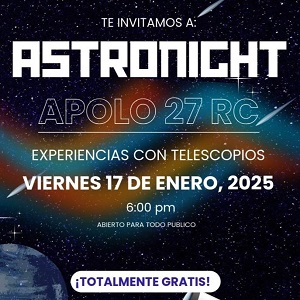 TE INVITAMOS A:
ASTRONIGHT
APOLO 27 RC
EXPERIENCIAS CON TELESCOPIOS
VIERNES 17 DE ENERO, 2025
6:00 pm
ABIERTO PARA TODO PUBLICO
¡TOTALMENTE GRATIS!